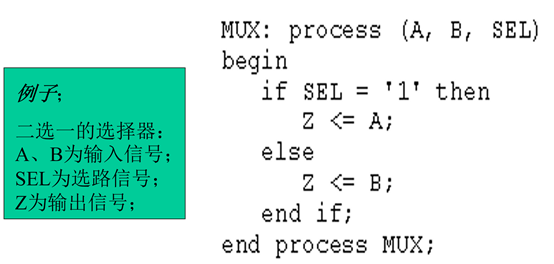 例子;
二选一的选择器:
A、B为输入信号;
SEL为选路信号;
Z为输出信号;
MUX: process (A, B, SEL)
begin
if SEL = '1' then
Z <= A;
else
Z <= B;
end if;
end process MUX;